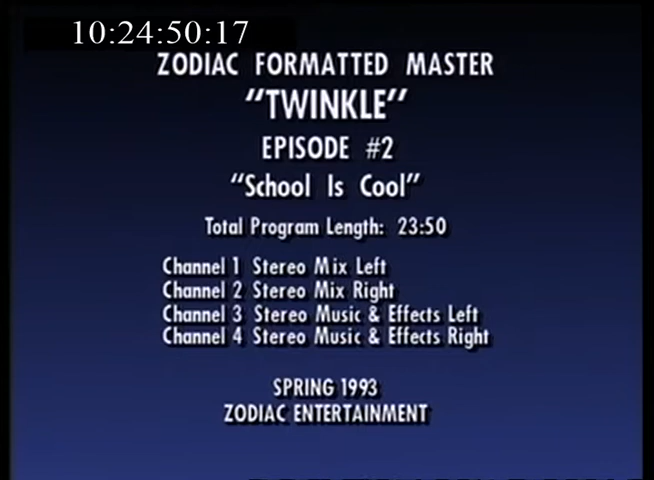 10:24:50:17
ZODIAC FORMATTED MASTER
"TWINKLE"
EPISODE #2
"School Is Cool"
Total Program Length: 23:50
Channel 1 Stereo Mix Left
Channel 2 Stereo Mix Right
Channel 3 Stereo Music & Effects Left
Channel 4 Stereo Music & Effects Right
SPRING 1993
ZODIAC ENTERTAINMENT